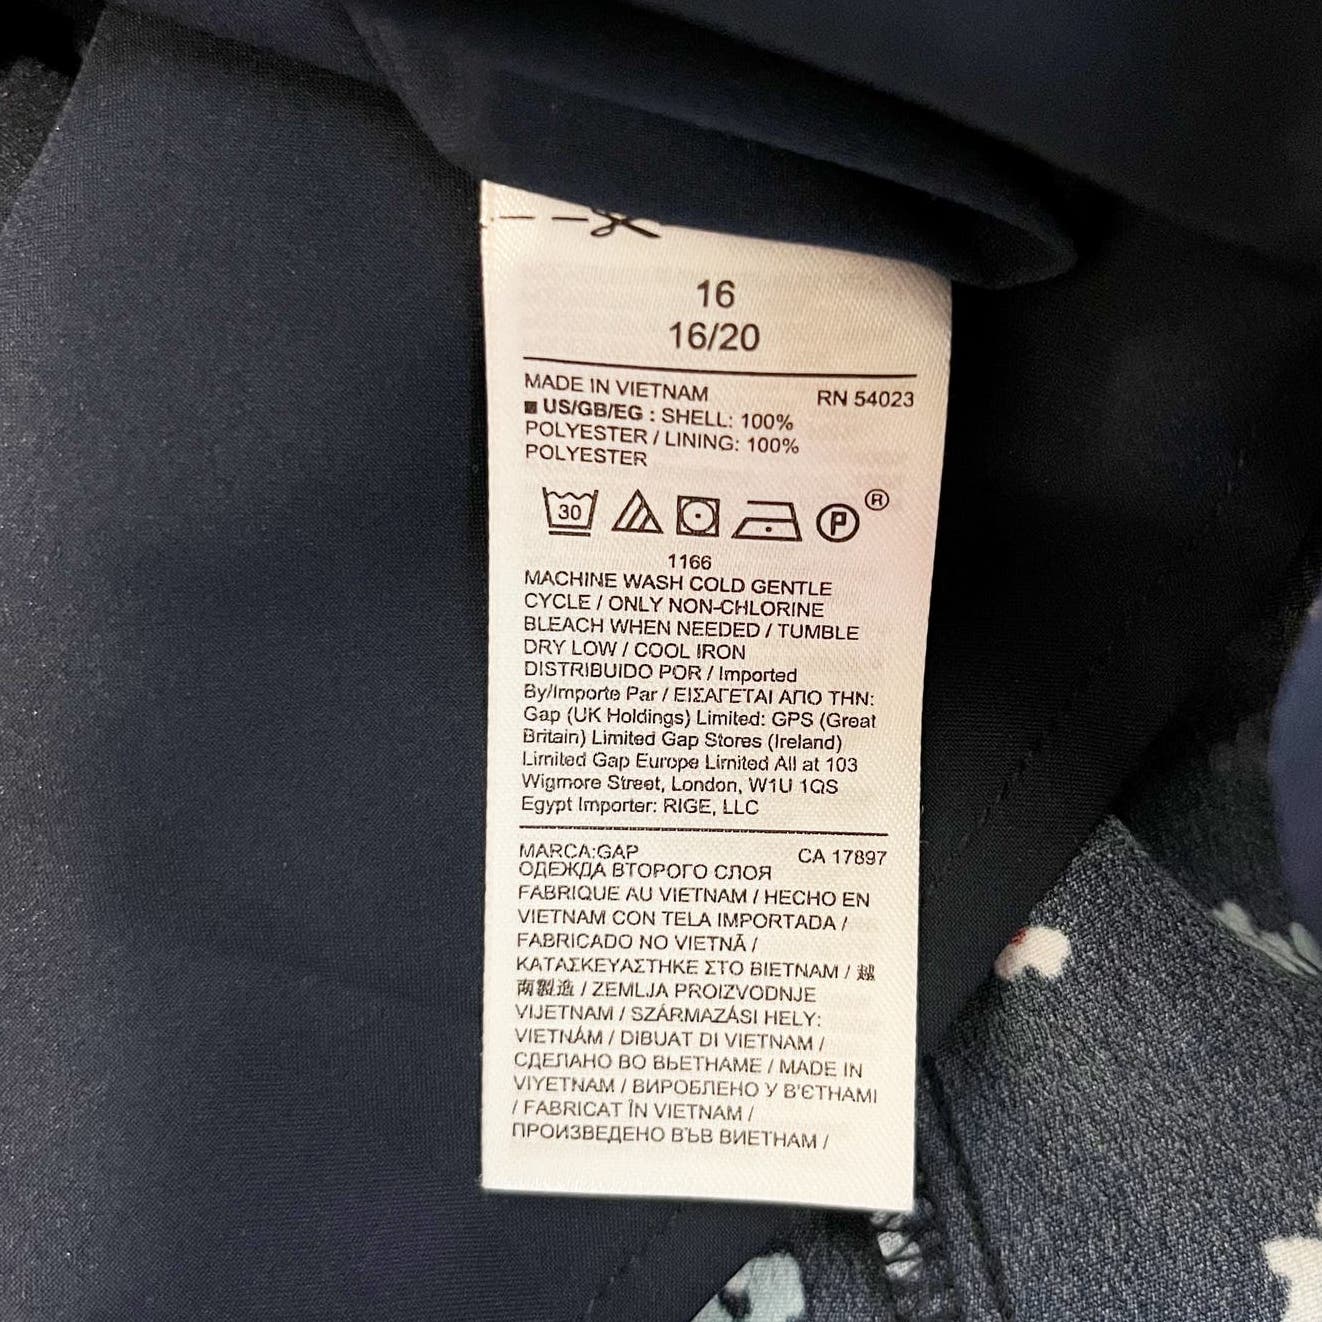 16
16/20
MADE IN VIETNAM RN 54023
US/GB/EG : SHELL: 100%
POLYESTER / LINING: 100%
POLYESTER
30 P ®
1166
MACHINE WASH COLD GENTLE
CYCLE / ONLY NON-CHLORINE
BLEACH WHEN NEEDED / TUMBLE
DRY LOW / COOL IRON
DISTRIBUIDO POR / Imported
By/Importe Par / ΕΙΣΑΓΕΤΑΙ ΑΠΟ ΤΗΝ:
Gap (UK Holdings) Limited: GPS (Great
Britain) Limited Gap Stores (Ireland)
Limited Gap Europe Limited All at 103
Wigmore Street, London, W1U 1QS
Egypt Importer: RIGE, LLC
MARCA:GAP CA 17897
ОДЕЖДА ВТОРОГО СЛОЯ
FABRIQUE AU VIETNAM / HECHO EN
VIETNAM CON TELA IMPORTADA /
FABRICADO NO VIETNÃ /
ΚΑΤΑΣΚΕΥΑΣΤΗΚΕ ΣΤΟ ΒΙΕΤΝΑΜ / 越
南製造 / ZEMLJA PROIZVODNJE
VIJETNAM / SZÁRMAZÁSI HELY:
VIETNÁM / DIBUAT DI VIETNAM /
СДЕЛАНО ВО ВЬЕТНАМЕ / MADE IN
VIYETNAM / ВИРОБЛЕНО У В'ЄТНАМІ
/ FABRICAT ÎN VIETNAM /
ПРОИЗВЕДЕНО ВЪВ ВИЕТНАМ /